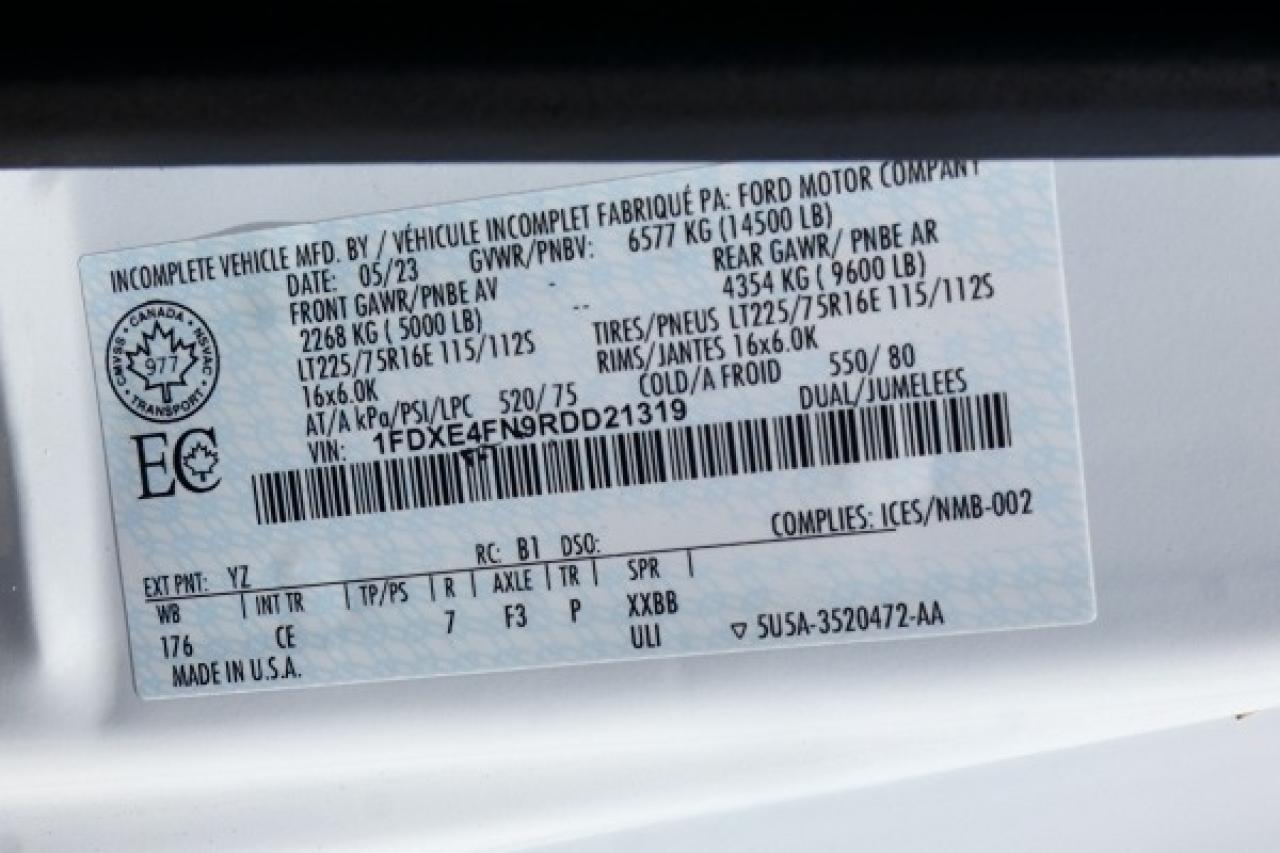 INCOMPLETE VEHICLE MFD. BY / VÉHICULE INCOMPLET FABRIQUÉ PA: FORD MOTOR COMPANY
DATE: 05/23 GVWR/PNBV: 6577 KG (14500 LB)
FRONT GAWR/PNBE AV REAR GAWR/ PNBE AR
2268 KG ( 5000 LB) 4354 KG ( 9600 LB)
LT225/75R16E 115/112S TIRES/PNEUS LT225/75R16E 115/112S
16x6.0K RIMS/JANTES 16x6.0K
AT/A kPa/PSI/LPC 520/ 75 COLD/A FROID 550/ 80
VIN: 1FDXE4FN9RDD21319 DUAL/JUMELEES
CANADA
CMVSS NSVAC
977
TRANSPORT
EC
COMPLIES: ICES/NMB-002
EXT PNT: YZ RC: B1 DSO:
WB INT TR TP/PS R AXLE TR SPR
176 CE 7 F3 P XXBB
ULI ▽ 5U5A-3520472-AA
MADE IN U.S.A.